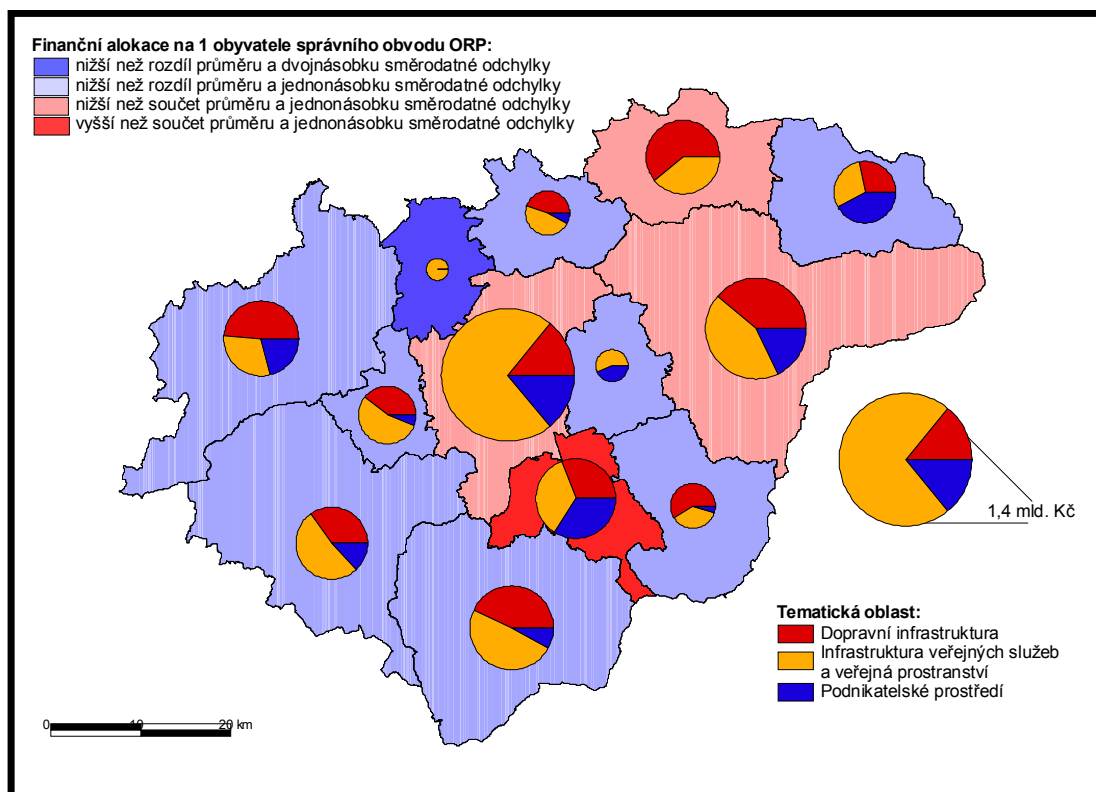 Finanční alokace na 1 obyvatele správního obvodu ORP:
nižší než rozdíl průměru a dvojnásobku směrodatné odchylky
nižší než rozdíl průměru a jednonásobku směrodatné odchylky
nižší než součet průměru a jednonásobku směrodatné odchylky
vyšší než součet průměru a jednonásobku směrodatné odchylky
1,4 mld. Kč
Tematická oblast:
Dopravní infrastruktura
Infrastruktura veřejných služeb
a veřejná prostranství
Podnikatelské prostředí
0 10 20 km